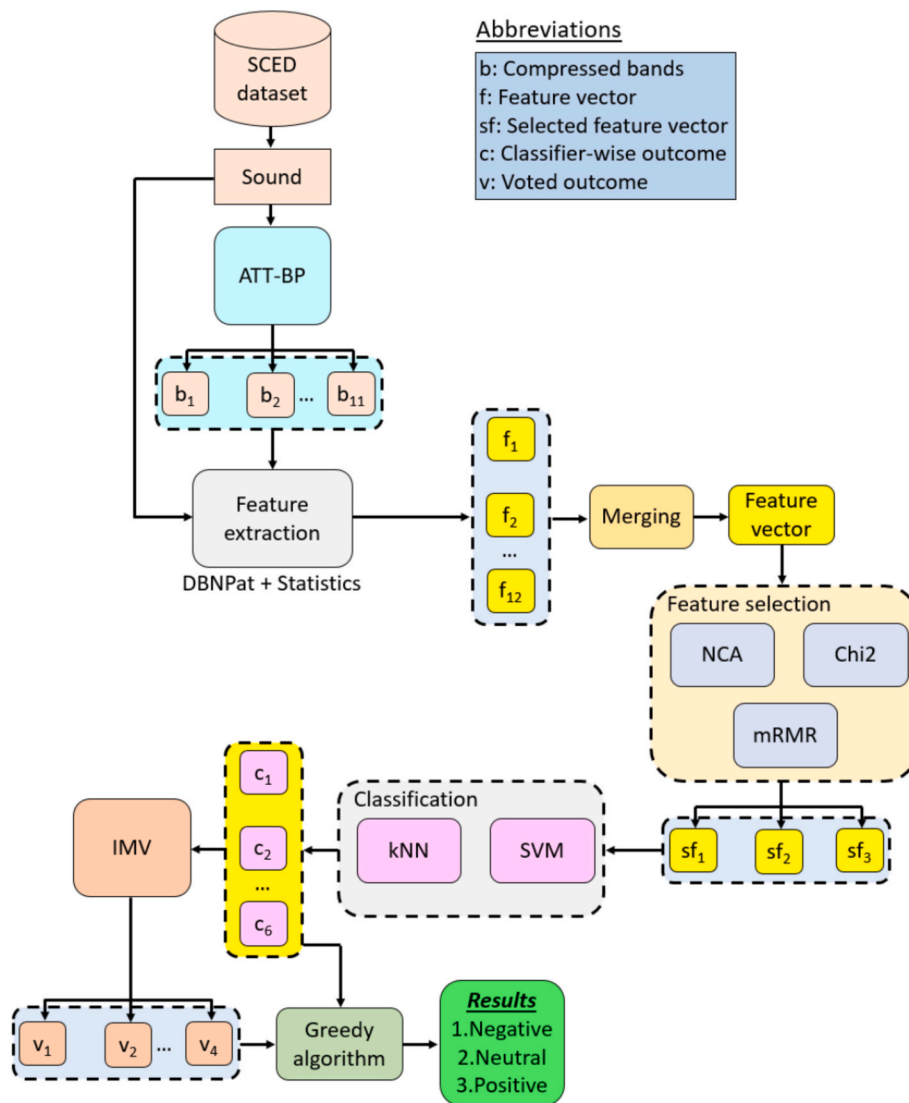 SCED
dataset
Abbreviations
b: Compressed bands
f: Feature vector
sf: Selected feature vector
c: Classifier-wise outcome
v: Voted outcome
Sound
ATT-BP
b₁ b₂ ... b₁₁
Feature
extraction
DBNPat + Statistics
f₁
f₂
...
f₁₂
Merging
Feature
vector
Feature selection
NCA Chi2
mRMR
sf₁ sf₂ sf₃
Classification
kNN SVM
c₁
c₂
...
c₆
IMV
v₁ v₂ ... v₄
Greedy
algorithm
Results
1.Negative
2.Neutral
3.Positive